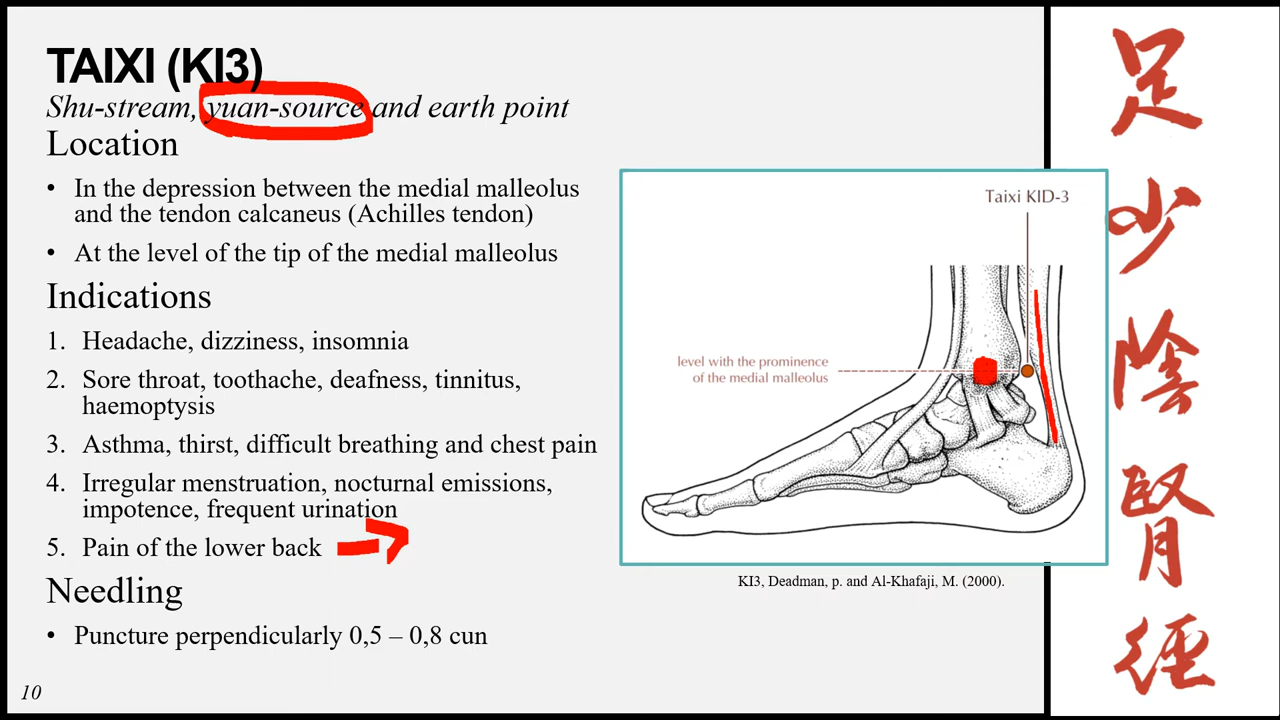 TAIXI (KI3)
Shu-stream, yuan-source and earth point
Location
• In the depression between the medial malleolus
and the tendon calcaneus (Achilles tendon)
• At the level of the tip of the medial malleolus
Indications
1. Headache, dizziness, insomnia
2. Sore throat, toothache, deafness, tinnitus,
haemoptysis
3. Asthma, thirst, difficult breathing and chest pain
4. Irregular menstruation, nocturnal emissions,
impotence, frequent urination
5. Pain of the lower back
Needling
• Puncture perpendicularly 0,5 – 0,8 cun
10
Taixi KID-3
level with the prominence
of the medial malleolus
KI3, Deadman, p. and Al-Khafaji, M. (2000).
足少陰腎徑